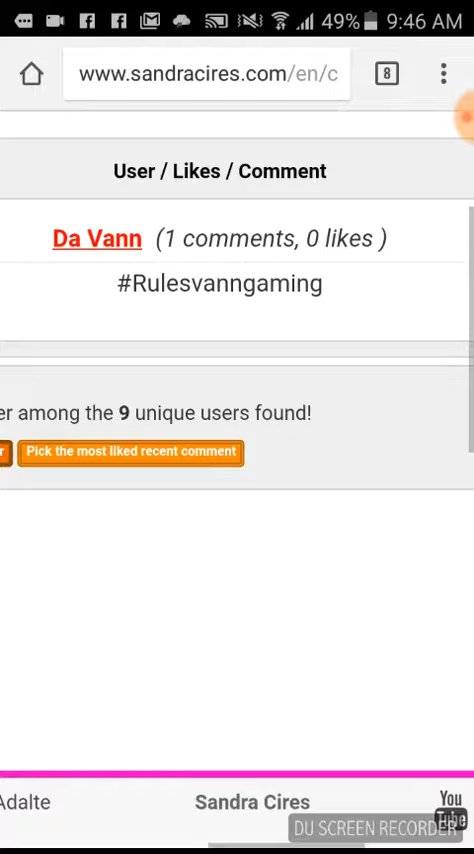 49% 9:46 AM
www.sandracires.com/en/c
8
User / Likes / Comment
Da Vann (1 comments, 0 likes )
#Rulesvanngaming
er among the 9 unique users found!
r Pick the most liked recent comment
Adalte Sandra Cires You
Tube
DU SCREEN RECORDER